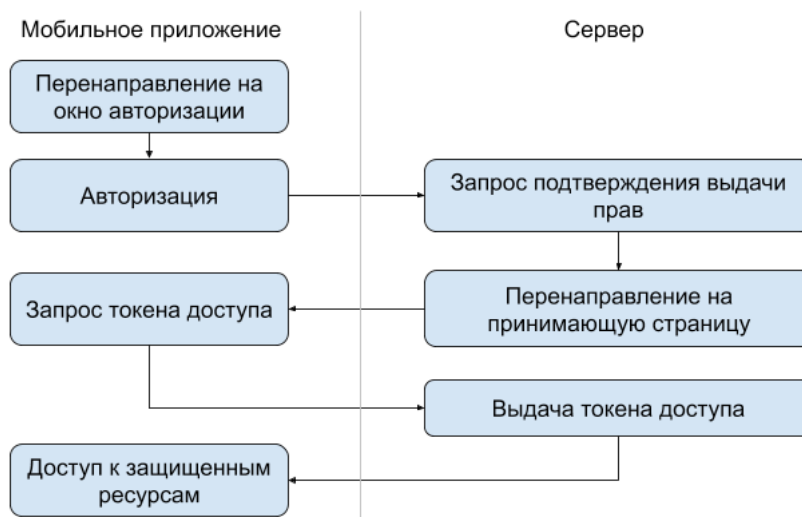 Мобильное приложение
Сервер
Перенаправление на
окно авторизации
Авторизация
Запрос подтверждения выдачи
прав
Перенаправление на
принимающую страницу
Запрос токена доступа
Выдача токена доступа
Доступ к защищенным
ресурсам